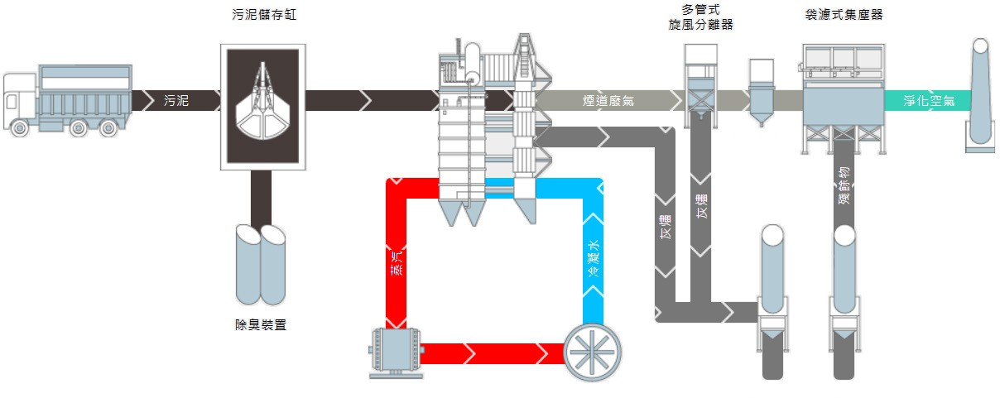 污泥儲存缸
多管式
旋風分離器
袋濾式集塵器
污泥
煙道廢氣
淨化空氣
殘餘物
灰燼
灰燼
蒸汽
冷凝水
除臭裝置